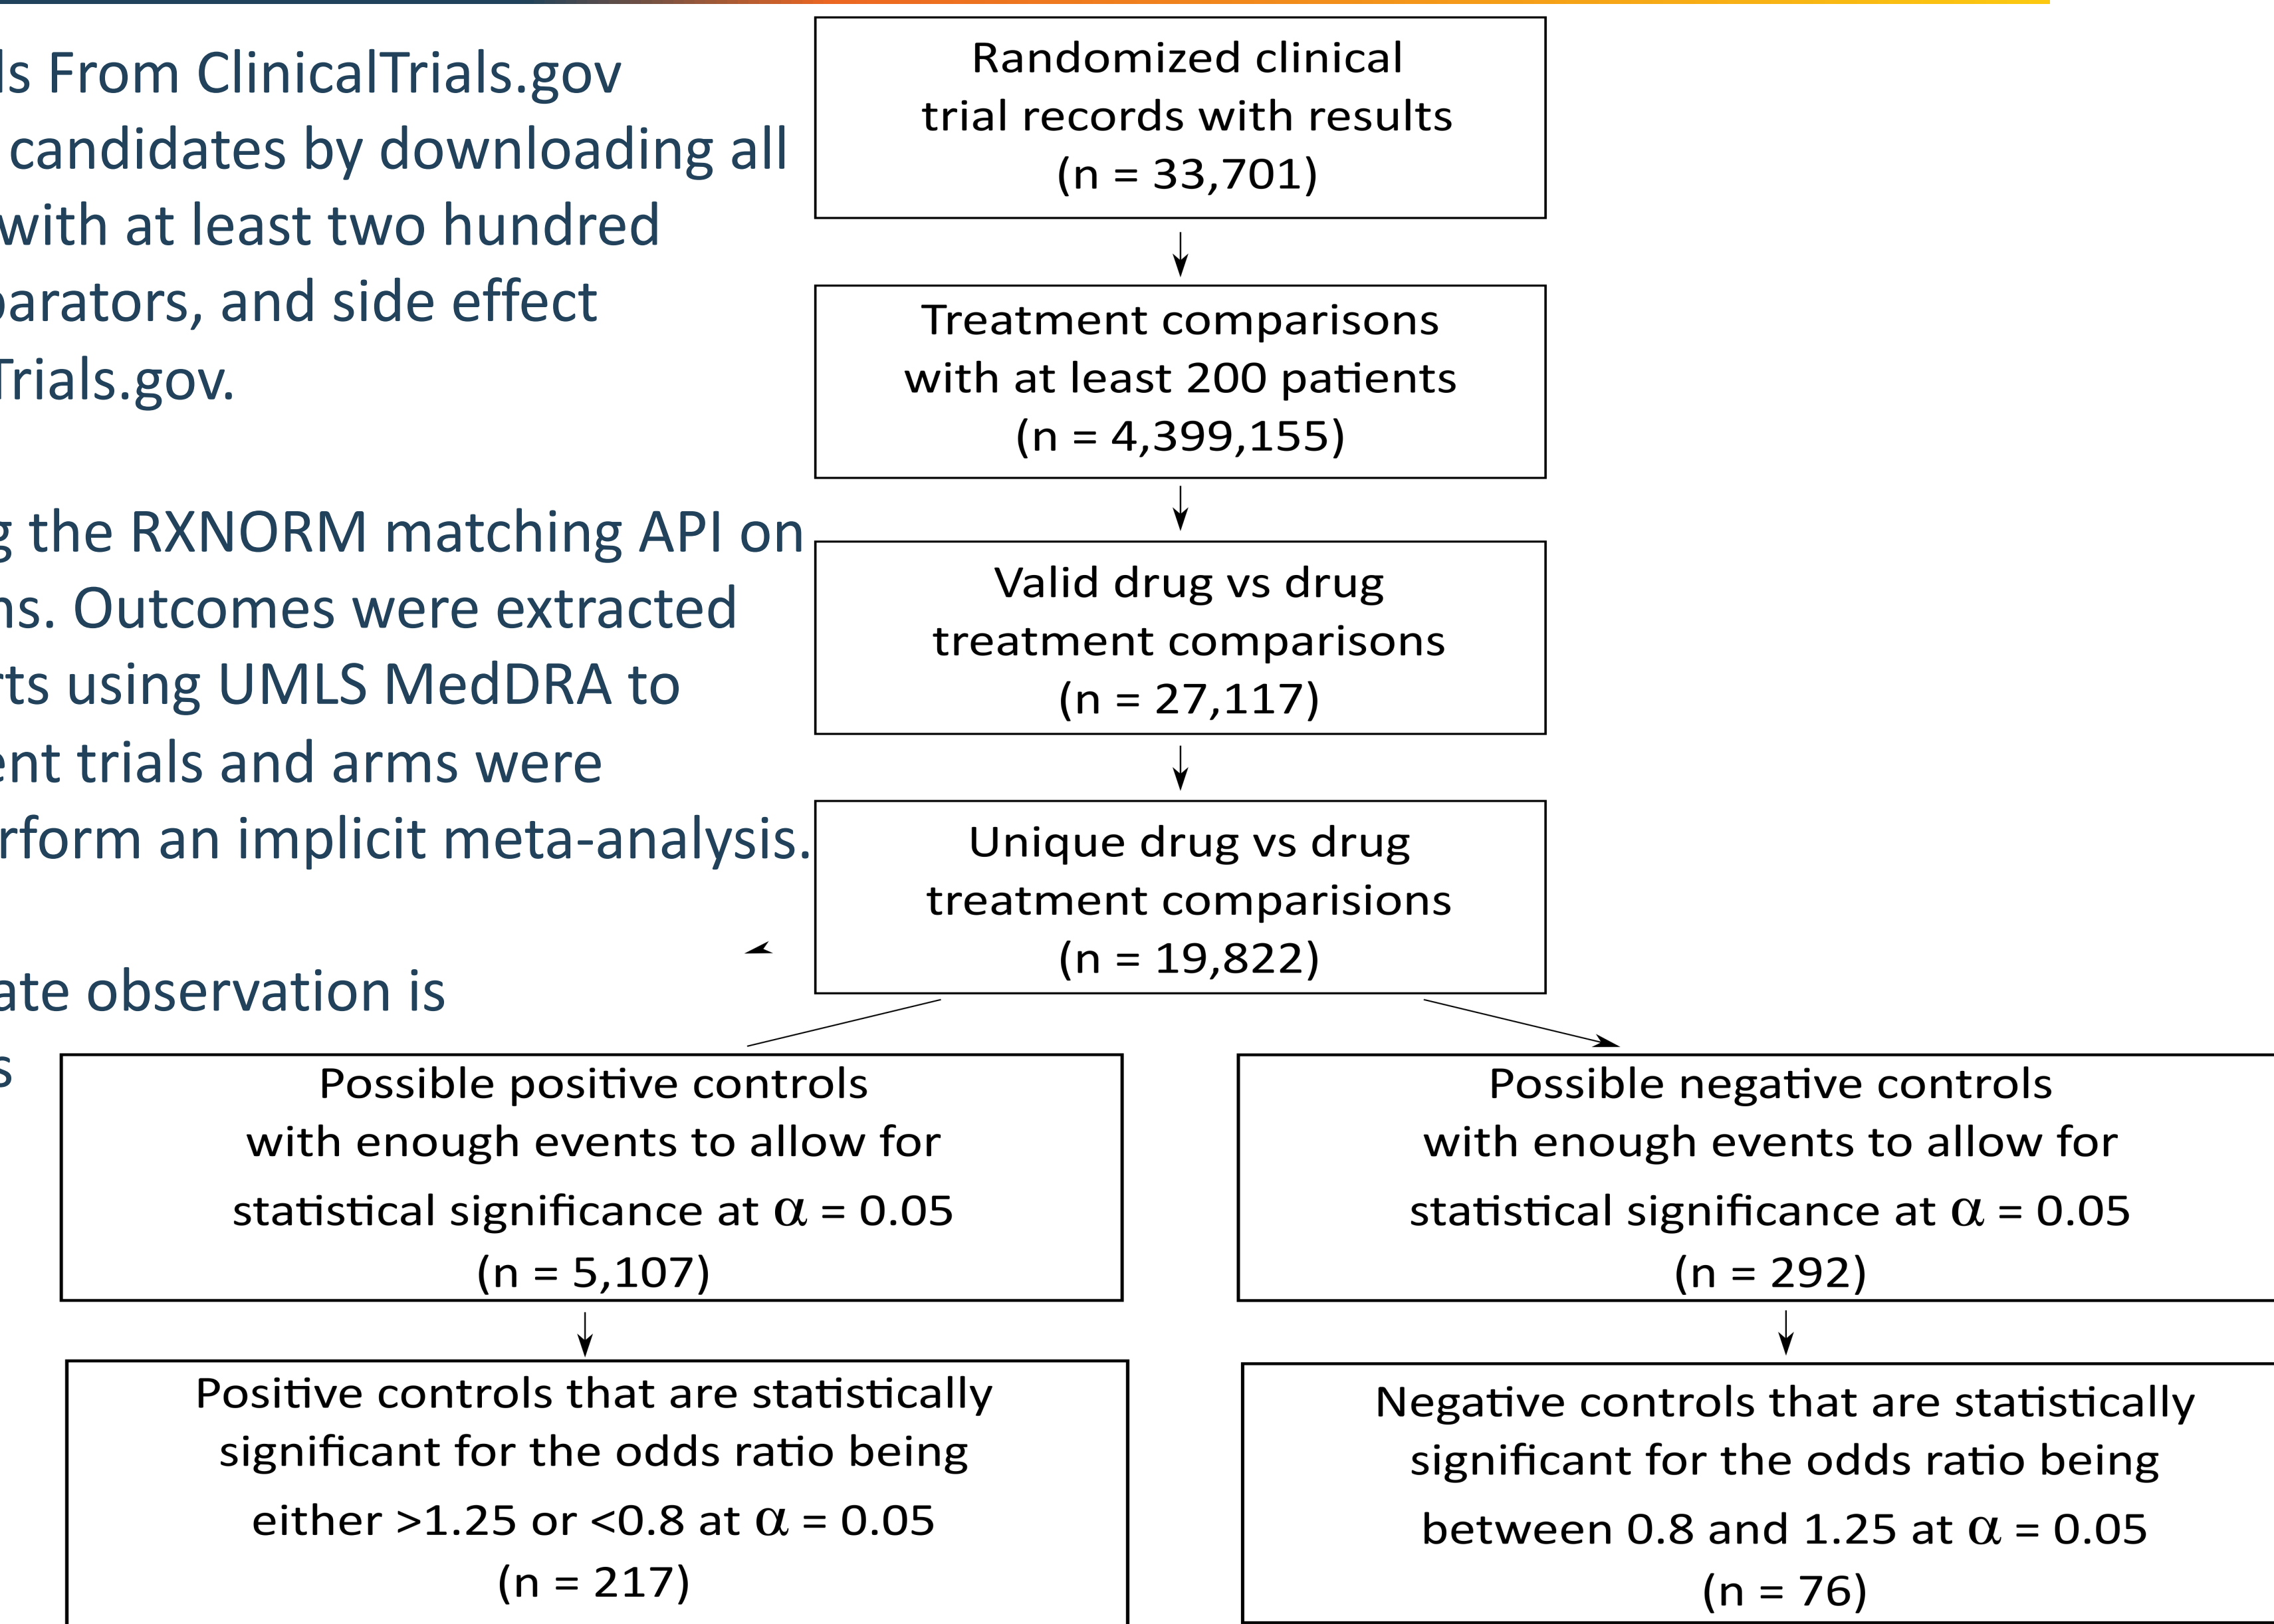 ls From ClinicalTrials.gov
candidates by downloading all
with at least two hundred
parators, and side effect
Trials.gov.
g the RXNORM matching API on
ns. Outcomes were extracted
rts using UMLS MedDRA to
ent trials and arms were
rform an implicit meta-analysis.
ate observation is
s
Randomized clinical
trial records with results
(n = 33,701)
Treatment comparisons
with at least 200 patients
(n = 4,399,155)
Valid drug vs drug
treatment comparisons
(n = 27,117)
Unique drug vs drug
treatment comparisions
(n = 19,822)
Possible positive controls
with enough events to allow for
statistical significance at α = 0.05
(n = 5,107)
Possible negative controls
with enough events to allow for
statistical significance at α = 0.05
(n = 292)
Positive controls that are statistically
significant for the odds ratio being
either >1.25 or <0.8 at α = 0.05
(n = 217)
Negative controls that are statistically
significant for the odds ratio being
between 0.8 and 1.25 at α = 0.05
(n = 76)